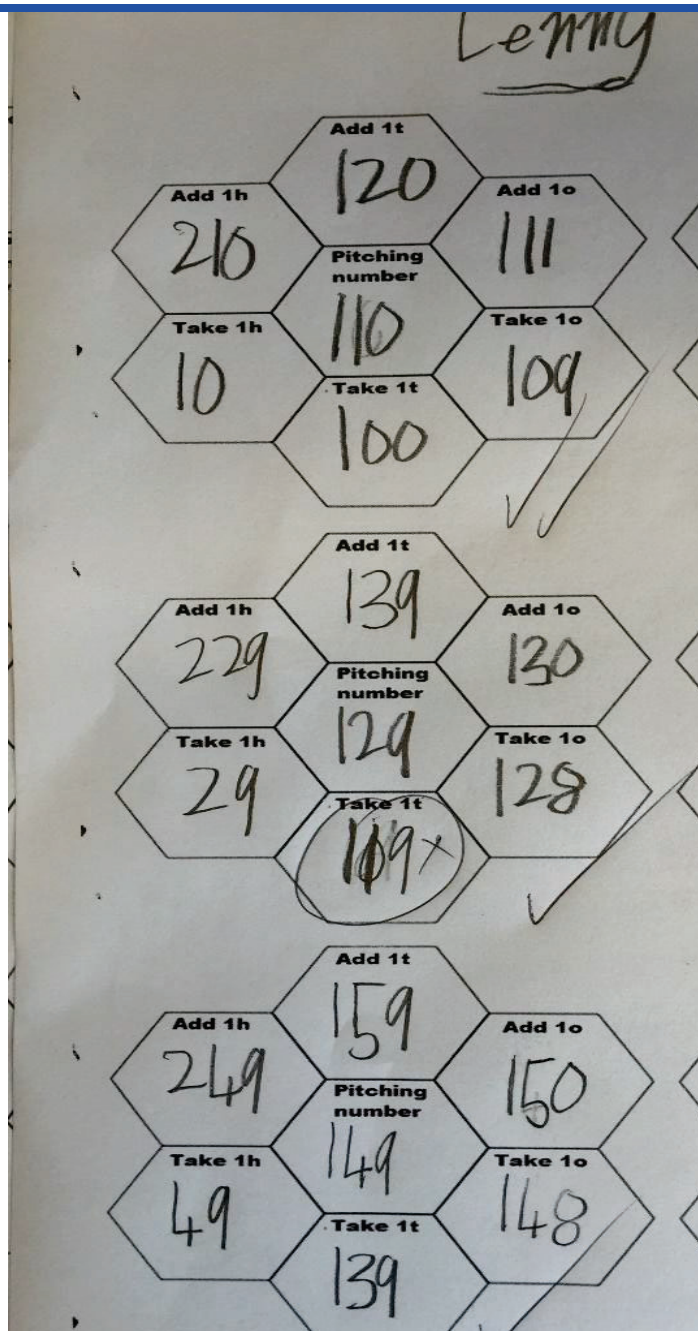 Lenny
Add 1t
120
Add 1h
210
Add 1o
111
Pitching
number
110
Take 1h
10
Take 1o
109
Take 1t
100
Add 1t
139
Add 1h
229
Add 1o
130
Pitching
number
129
Take 1h
29
Take 1o
128
Take 1t
119 x
Add 1t
159
Add 1h
249
Add 1o
150
Pitching
number
149
Take 1h
49
Take 1o
148
Take 1t
139